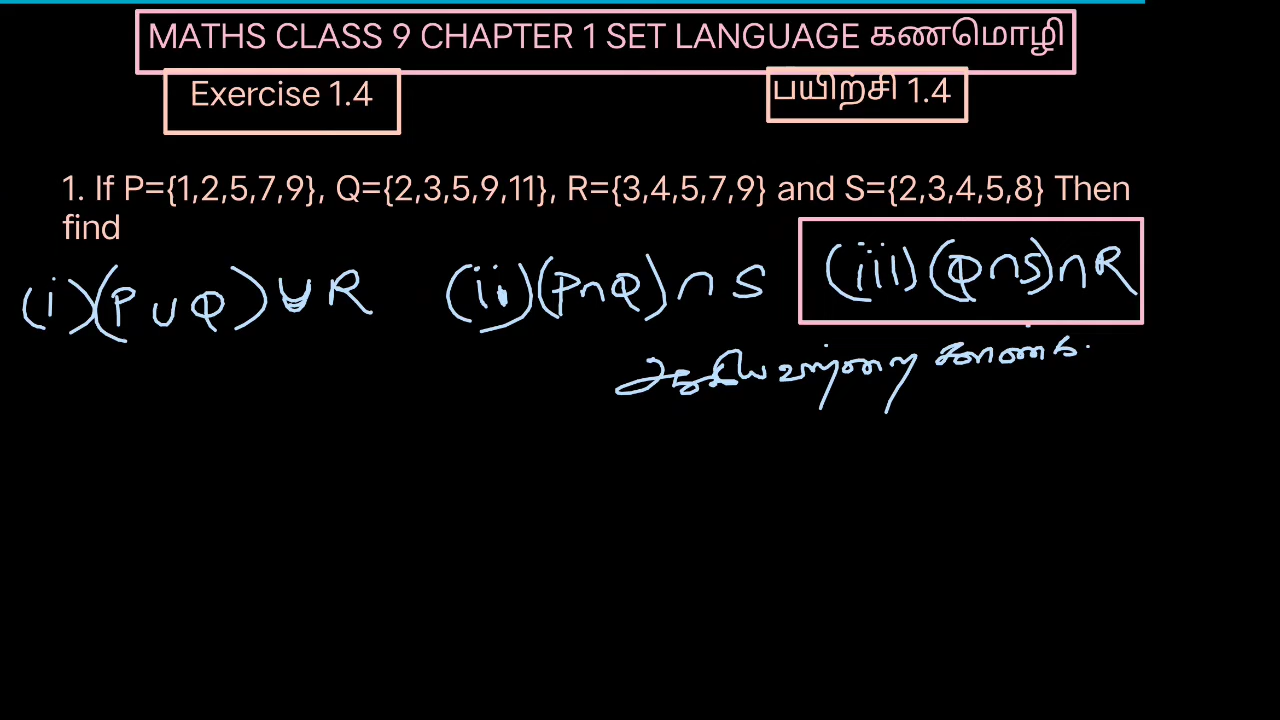 MATHS CLASS 9 CHAPTER 1 SET LANGUAGE கணமொழி
Exercise 1.4 பயிற்சி 1.4
1. If P={1,2,5,7,9}, Q={2,3,5,9,11}, R={3,4,5,7,9} and S={2,3,4,5,8} Then
find
(i)(P∪Q)∪R (ii)(P∩Q)∩S (iii)(Q∩S)∩R
ஆகியவற்றை காண்க.